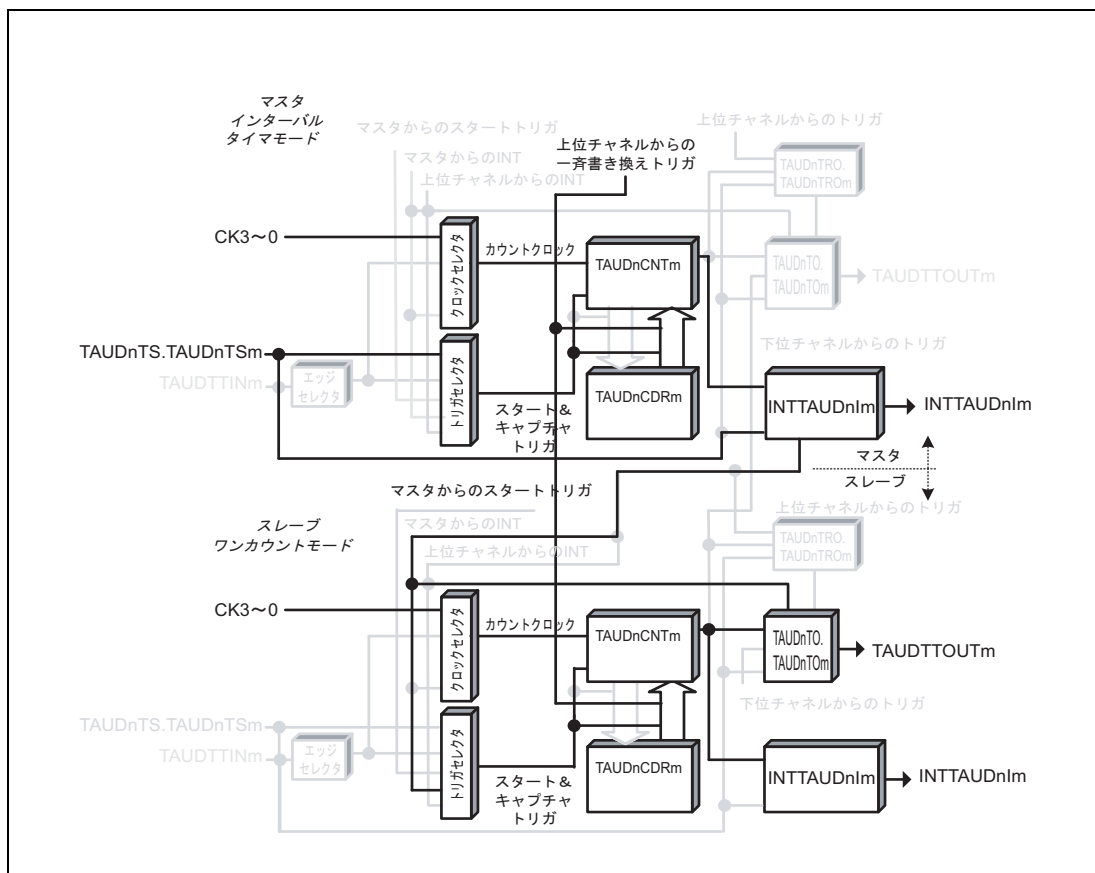 マスタ
インターバル
タイマモード
マスタからのスタートトリガ
マスタからのINT
上位チャネルからのINT
上位チャネルからの
一斉書き換えトリガ
上位チャネルからのトリガ
TAUDnTRO.
TAUDnTROm
CK3～0
クロックセレクタ
カウントクロック
TAUDnCNTm
TAUDnTO.
TAUDnTOm
TAUDTTOUTm
TAUDnTS.TAUDnTSm
TAUDTTINm
エッジ
セレクタ
トリガセレクタ
スタート＆
キャプチャ
トリガ
TAUDnCDRm
下位チャネルからのトリガ
INTTAUDnIm
INTTAUDnIm
マスタ
スレーブ
スレーブ
ワンカウントモード
マスタからのスタートトリガ
マスタからのINT
上位チャネルからのINT
上位チャネルからのトリガ
TAUDnTRO.
TAUDnTROm
CK3～0
クロックセレクタ
カウントクロック
TAUDnCNTm
TAUDnTO.
TAUDnTOm
TAUDTTOUTm
下位チャネルからのトリガ
TAUDnTS.TAUDnTSm
TAUDTTINm
エッジ
セレクタ
トリガセレクタ
スタート＆
キャプチャ
トリガ
TAUDnCDRm
INTTAUDnIm
INTTAUDnIm